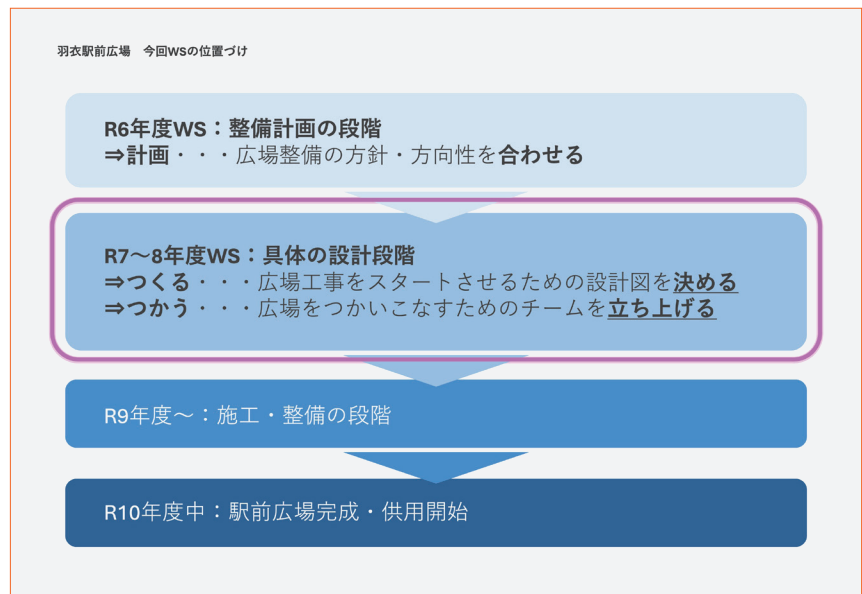 羽衣駅前広場　今回WSの位置づけ
R6年度WS：整備計画の段階
⇒計画・・・広場整備の方針・方向性を合わせる
R7～8年度WS：具体の設計段階
⇒つくる・・・広場工事をスタートさせるための設計図を決める
⇒つかう・・・広場をつかいこなすためのチームを立ち上げる
R9年度～：施工・整備の段階
R10年度中：駅前広場完成・供用開始